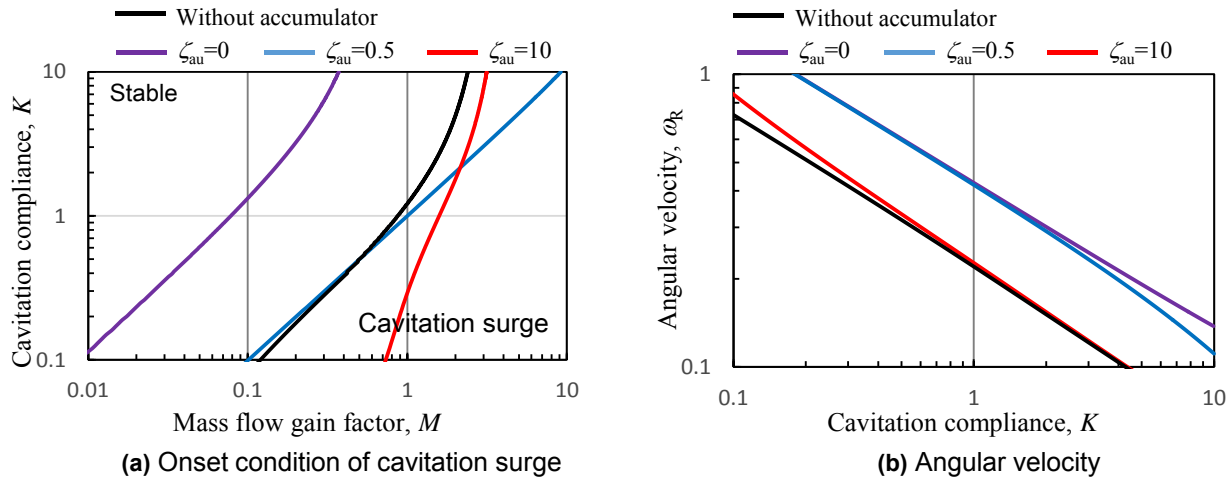 Without accumulator
ζau=0 ζau=0.5 ζau=10
10
Stable
Cavitation compliance, K
1
Cavitation surge
0.1
0.01 0.1 1 10
Mass flow gain factor, M
(a) Onset condition of cavitation surge
Without accumulator
ζau=0 ζau=0.5 ζau=10
1
Angular velocity, ωR
0.1
0.1 1 10
Cavitation compliance, K
(b) Angular velocity